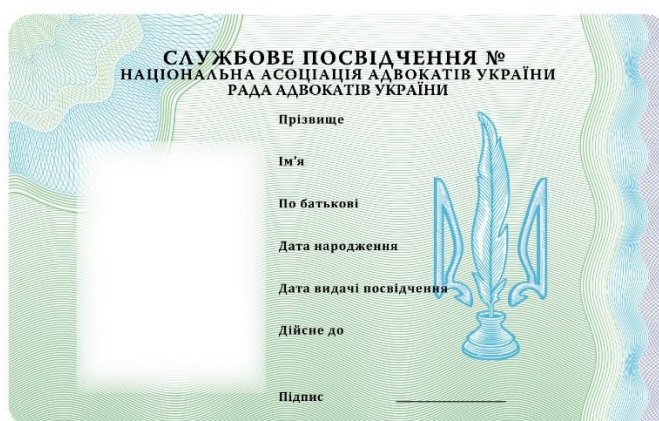 СЛУЖБОВЕ ПОСВІДЧЕННЯ №
НАЦІОНАЛЬНА АСОЦІАЦІЯ АДВОКАТІВ УКРАЇНИ
РАДА АДВОКАТІВ УКРАЇНИ
Прізвище
Ім'я
По батькові
Дата народження
Дата видачі посвідчення
Дійсне до
Підпис